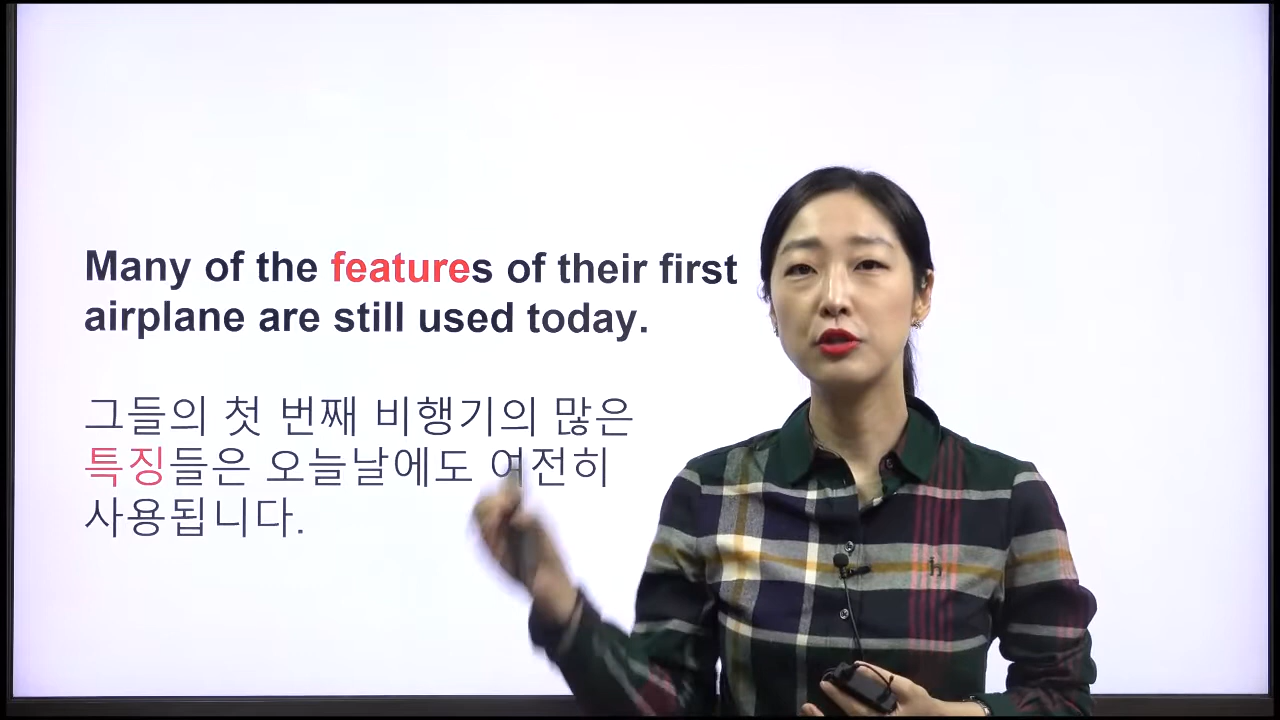 Many of the features of their first
airplane are still used today.
그들의 첫 번째 비행기의 많은
특징들은 오늘날에도 여전히
사용됩니다.